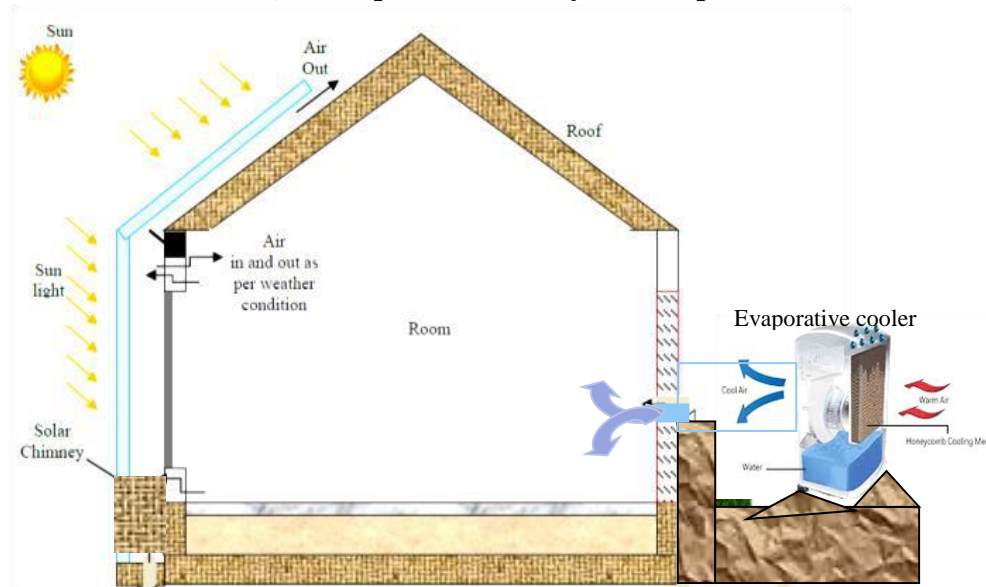 Sun
Air
Out
Roof
Air
in and out as
per weather
condition
Sun
light
Room
Evaporative cooler
Cool Air
Warm Air
Honeycomb Cooling Me
Water
Solar
Chimney